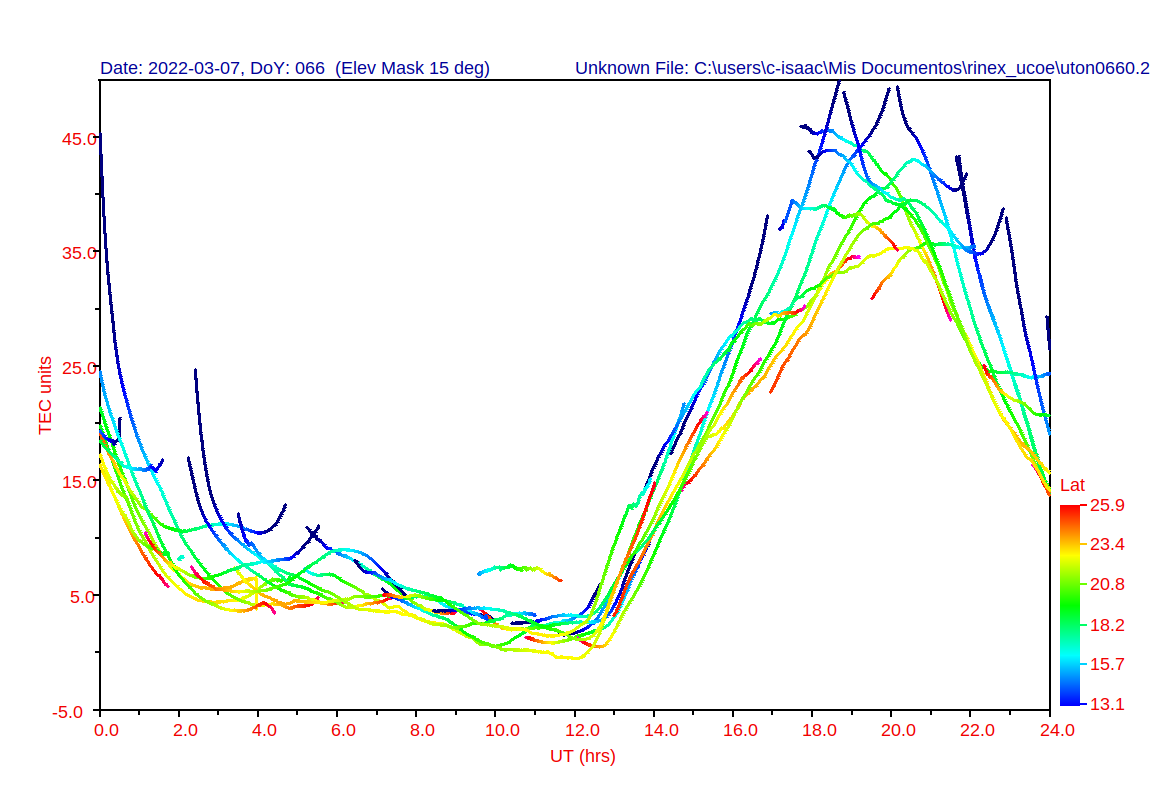 Date: 2022-03-07, DoY: 066  (Elev Mask 15 deg)
Unknown File: C:\users\c-isaac\Mis Documentos\rinex_ucoe\uton0660.2
45.0
35.0
25.0
15.0
5.0
-5.0
TEC units
0.0 2.0 4.0 6.0 8.0 10.0 12.0 14.0 16.0 18.0 20.0 22.0 24.0
UT (hrs)
Lat
25.9
23.4
20.8
18.2
15.7
13.1